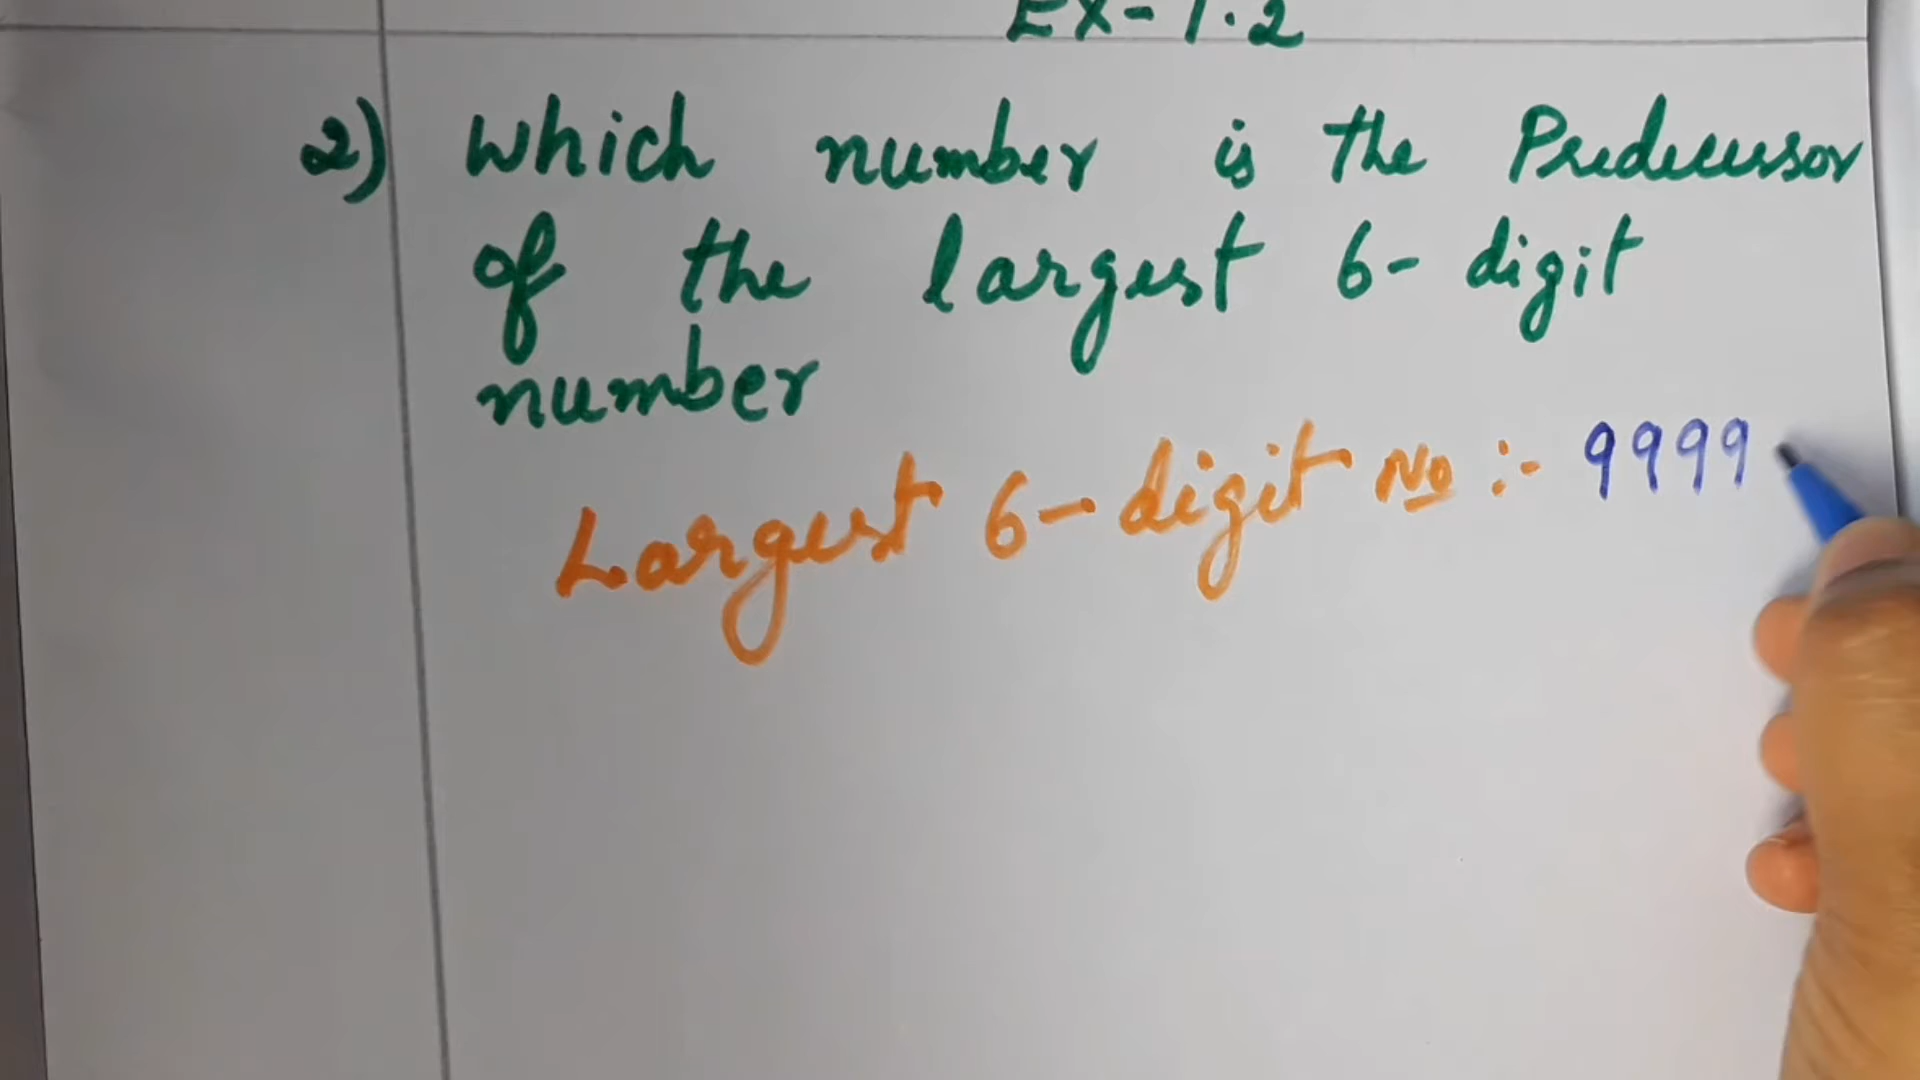 EX-1.2
2) Which number is the Predecessor
of the largest 6-digit
number
Largest 6-digit No :- 9999